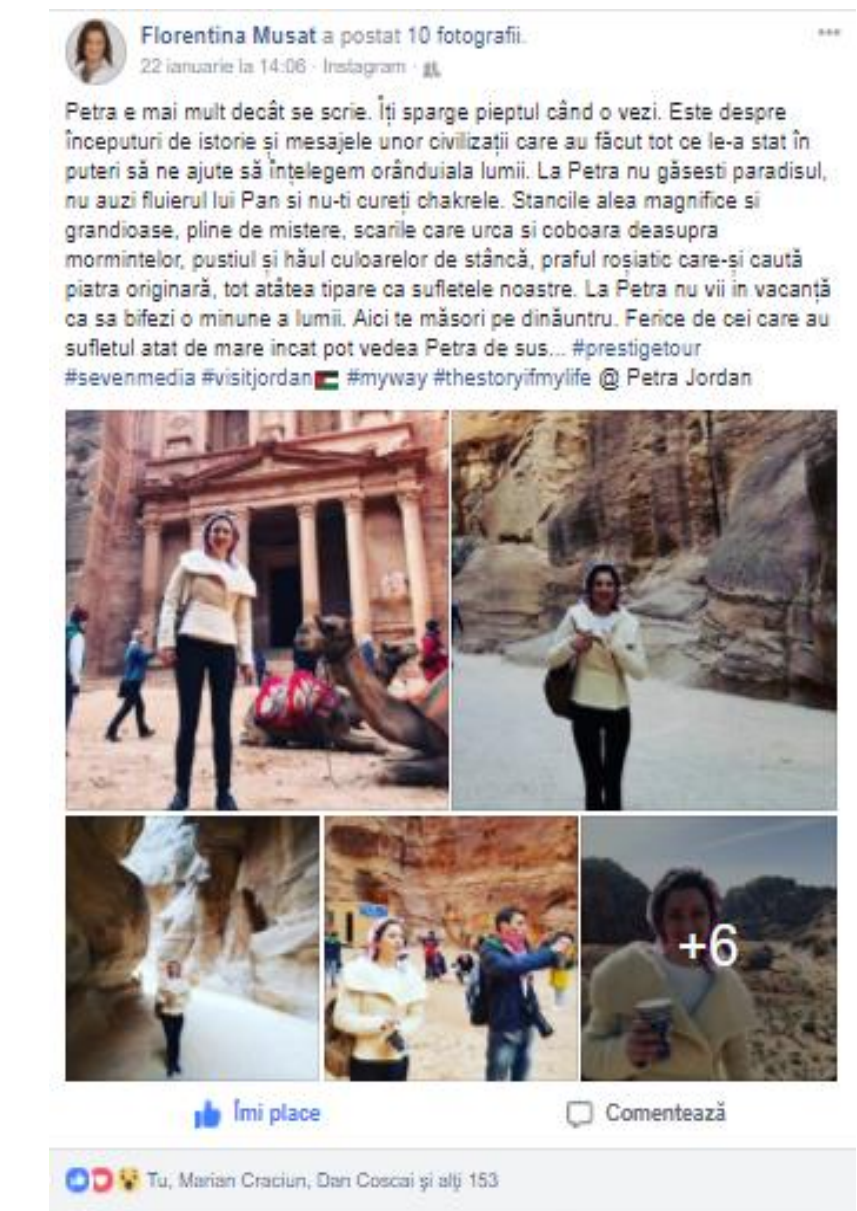 Florentina Musat a postat 10 fotografii.
22 ianuarie la 14:06 · Instagram ·
Petra e mai mult decât se scrie. Îți sparge pieptul când o vezi. Este despre
începuturi de istorie și mesajele unor civilizații care au făcut tot ce le-a stat în
puteri să ne ajute să înțelegem orânduiala lumii. La Petra nu găsesti paradisul,
nu auzi fluierul lui Pan si nu-ti cureți chakrele. Stancile alea magnifice si
grandioase, pline de mistere, scarile care urca si coboara deasupra
mormintelor, pustiul și hăul culoarelor de stâncă, praful roșiatic care-și caută
piatra originară, tot atâtea tipare ca sufletele noastre. La Petra nu vii in vacanță
ca sa bifezi o minune a lumii. Aici te măsori pe dinăuntru. Ferice de cei care au
sufletul atat de mare incat pot vedea Petra de sus... #prestigetour
#sevenmedia #visitjordan🇯🇴 #myway #thestoryifmylife @ Petra Jordan
+6
Îmi place
Comentează
Tu, Marian Craciun, Dan Coscai și alți 153